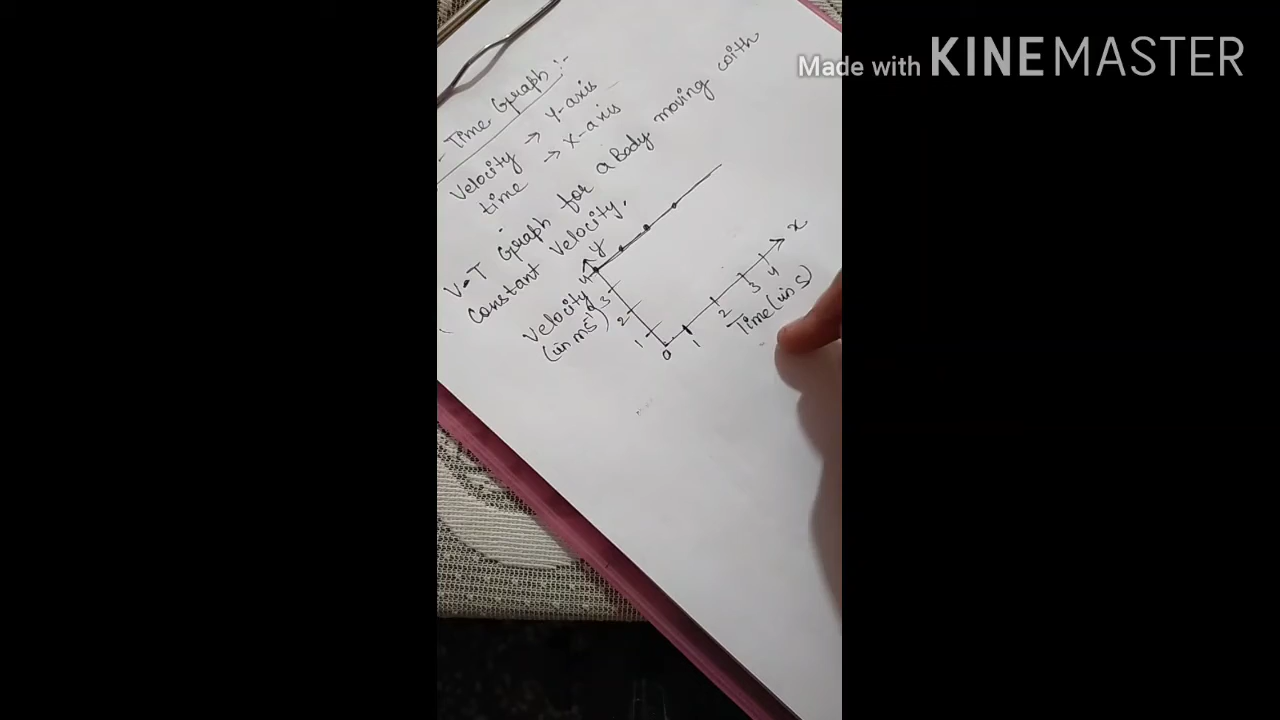 Made with KINEMASTER
- Time Graph :-
Velocity → Y-axis
time → X-axis
V-T Graph for a Body moving with
Constant Velocity.
y
4
3
2
1
Velocity
(in ms⁻¹)
0
1
2
3
4
x
Time (in s)